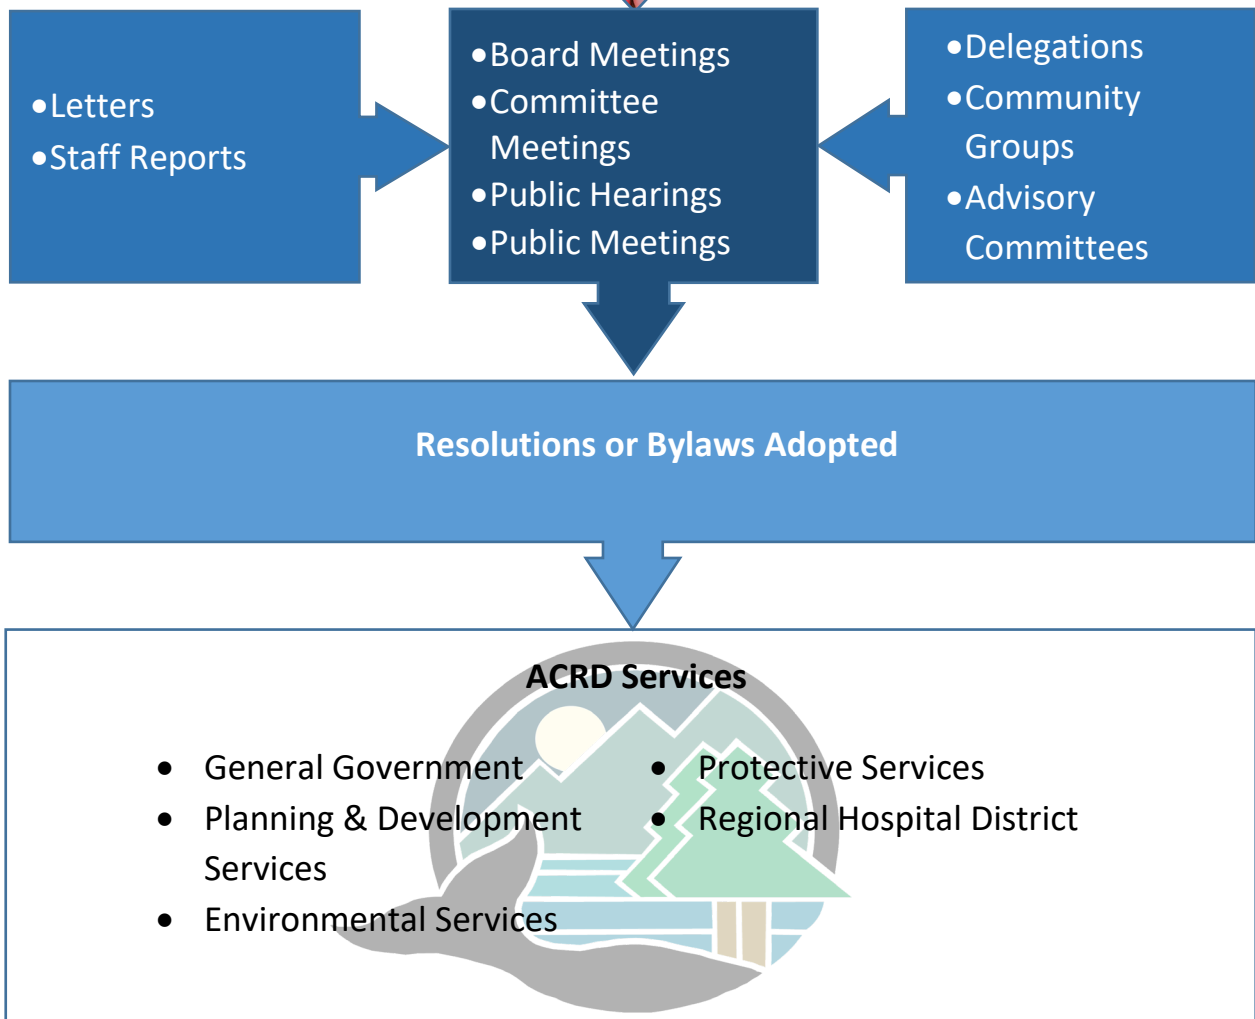 •Letters
•Staff Reports
•Board Meetings
•Committee
Meetings
•Public Hearings
•Public Meetings
•Delegations
•Community
Groups
•Advisory
Committees
Resolutions or Bylaws Adopted
ACRD Services
• General Government
• Planning & Development
Services
• Environmental Services
• Protective Services
• Regional Hospital District